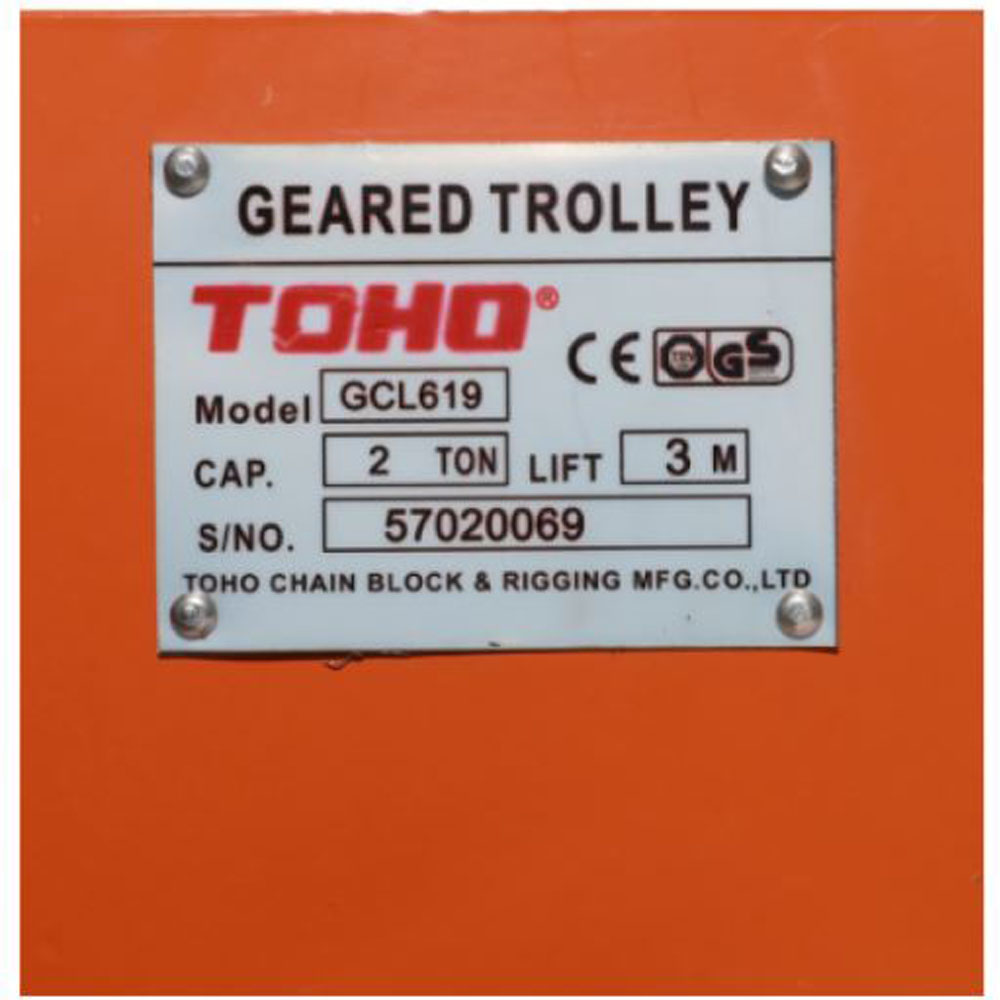 GEARED TROLLEY
TOHO®
CE TÜV GS
Model GCL619
CAP. 2 TON LIFT 3 M
S/NO. 57020069
TOHO CHAIN BLOCK & RIGGING MFG.CO.,LTD